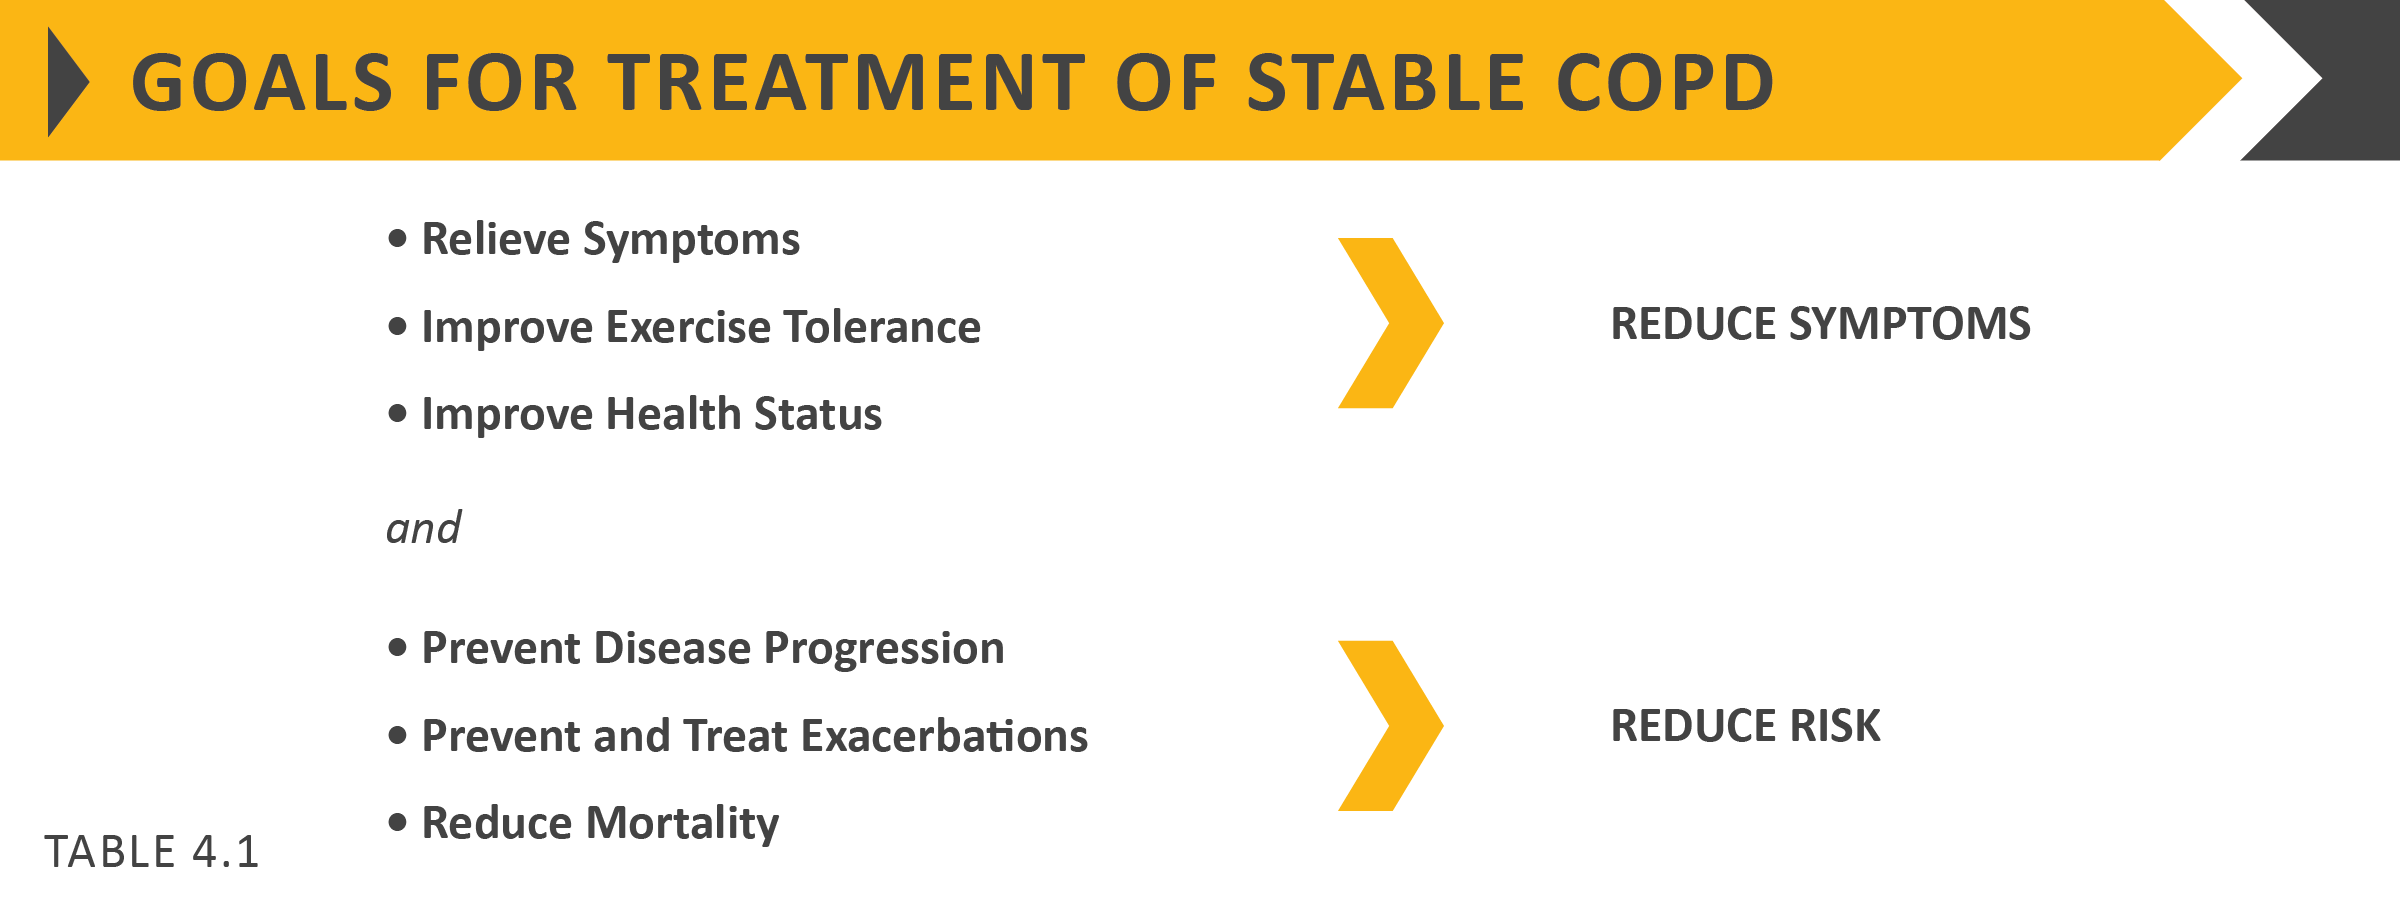 GOALS FOR TREATMENT OF STABLE COPD
• Relieve Symptoms
• Improve Exercise Tolerance
• Improve Health Status
REDUCE SYMPTOMS
and
• Prevent Disease Progression
• Prevent and Treat Exacerbations
• Reduce Mortality
REDUCE RISK
TABLE 4.1